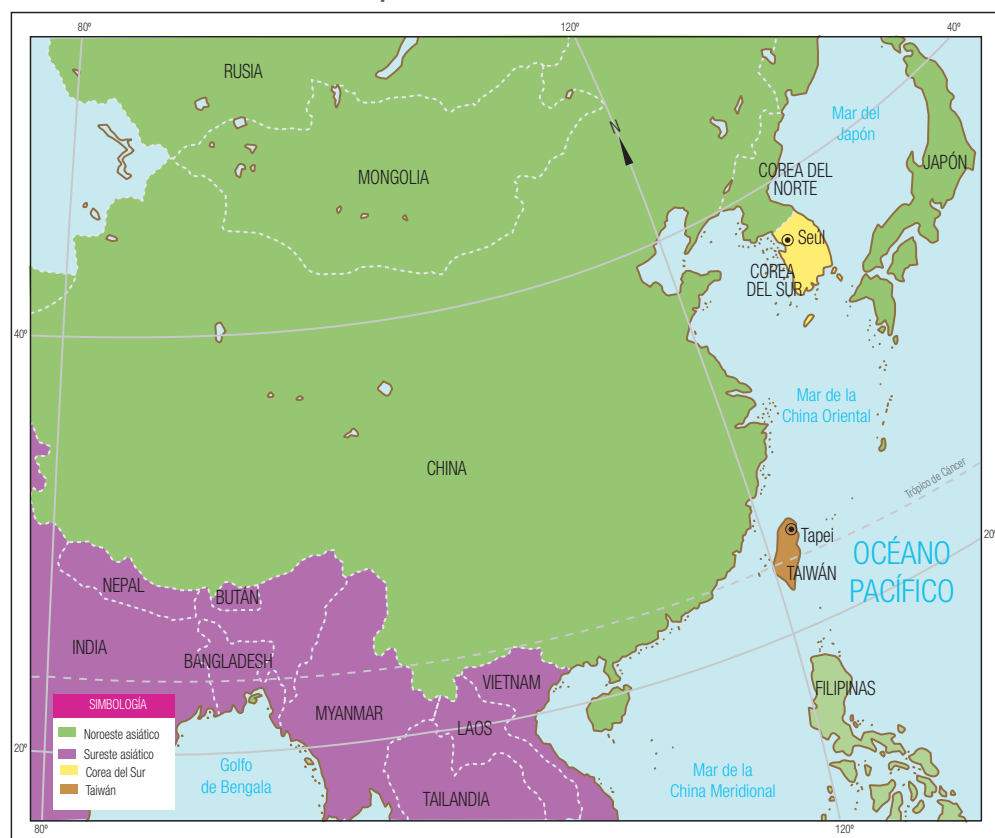 80º
120º
40º
RUSIA
Mar del
Japón
N
MONGOLIA
COREA DEL
NORTE
JAPÓN
Seúl
COREA
DEL SUR
40º
Mar de la
China Oriental
CHINA
Trópico de Cáncer
Tapei
20º
OCÉANO
PACÍFICO
TAIWÁN
NEPAL
BUTÁN
INDIA
BANGLADESH
VIETNAM
FILIPINAS
MYANMAR
LAOS
SIMBOLOGÍA
Noroeste asiático
Sureste asiático
Corea del Sur
Taiwán
20º
Golfo
de Bengala
Mar de la
China Meridional
TAILANDIA
80º
120º